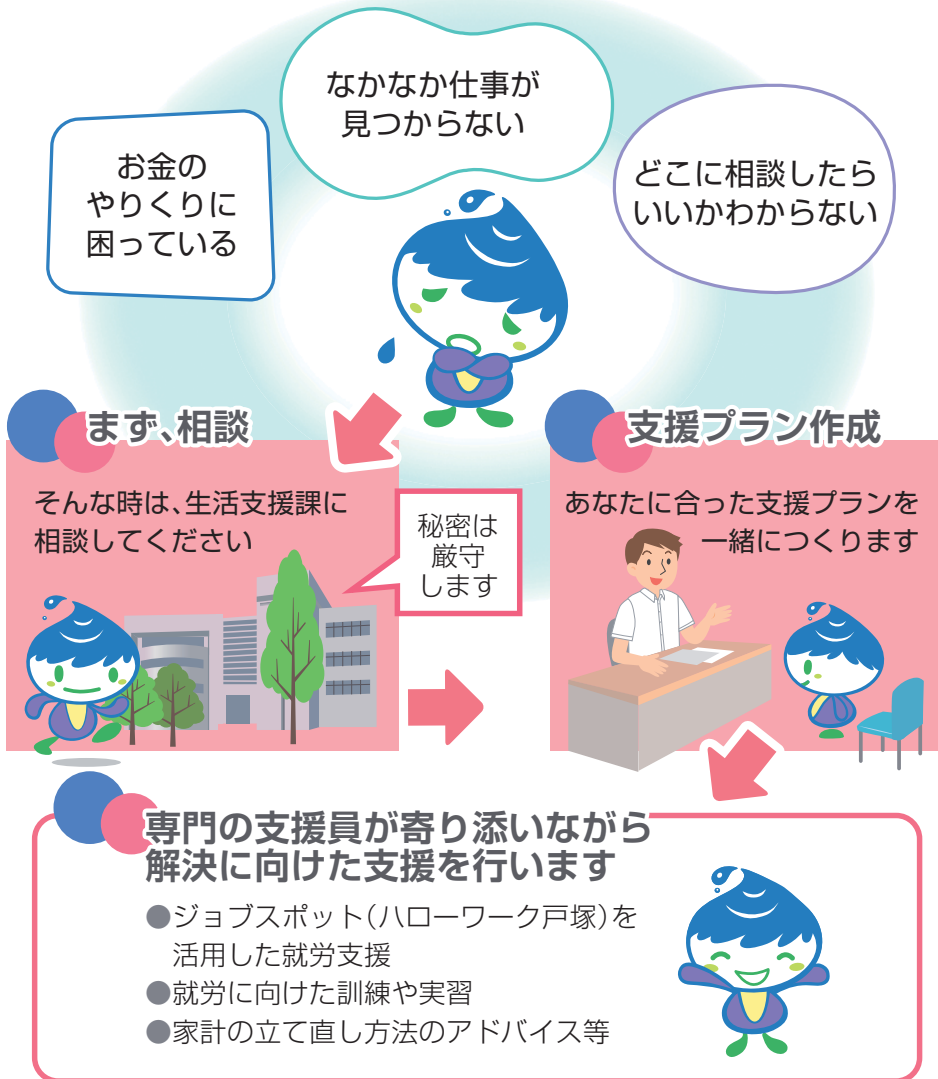 なかなか仕事が
見つからない
お金の
やりくりに
困っている
どこに相談したら
いいかわからない
まず、相談
そんな時は、生活支援課に
相談してください
秘密は
厳守
します
支援プラン作成
あなたに合った支援プランを
一緒につくります
専門の支援員が寄り添いながら
解決に向けた支援を行います
●ジョブスポット（ハローワーク戸塚）を
活用した就労支援
●就労に向けた訓練や実習
●家計の立て直し方法のアドバイス等